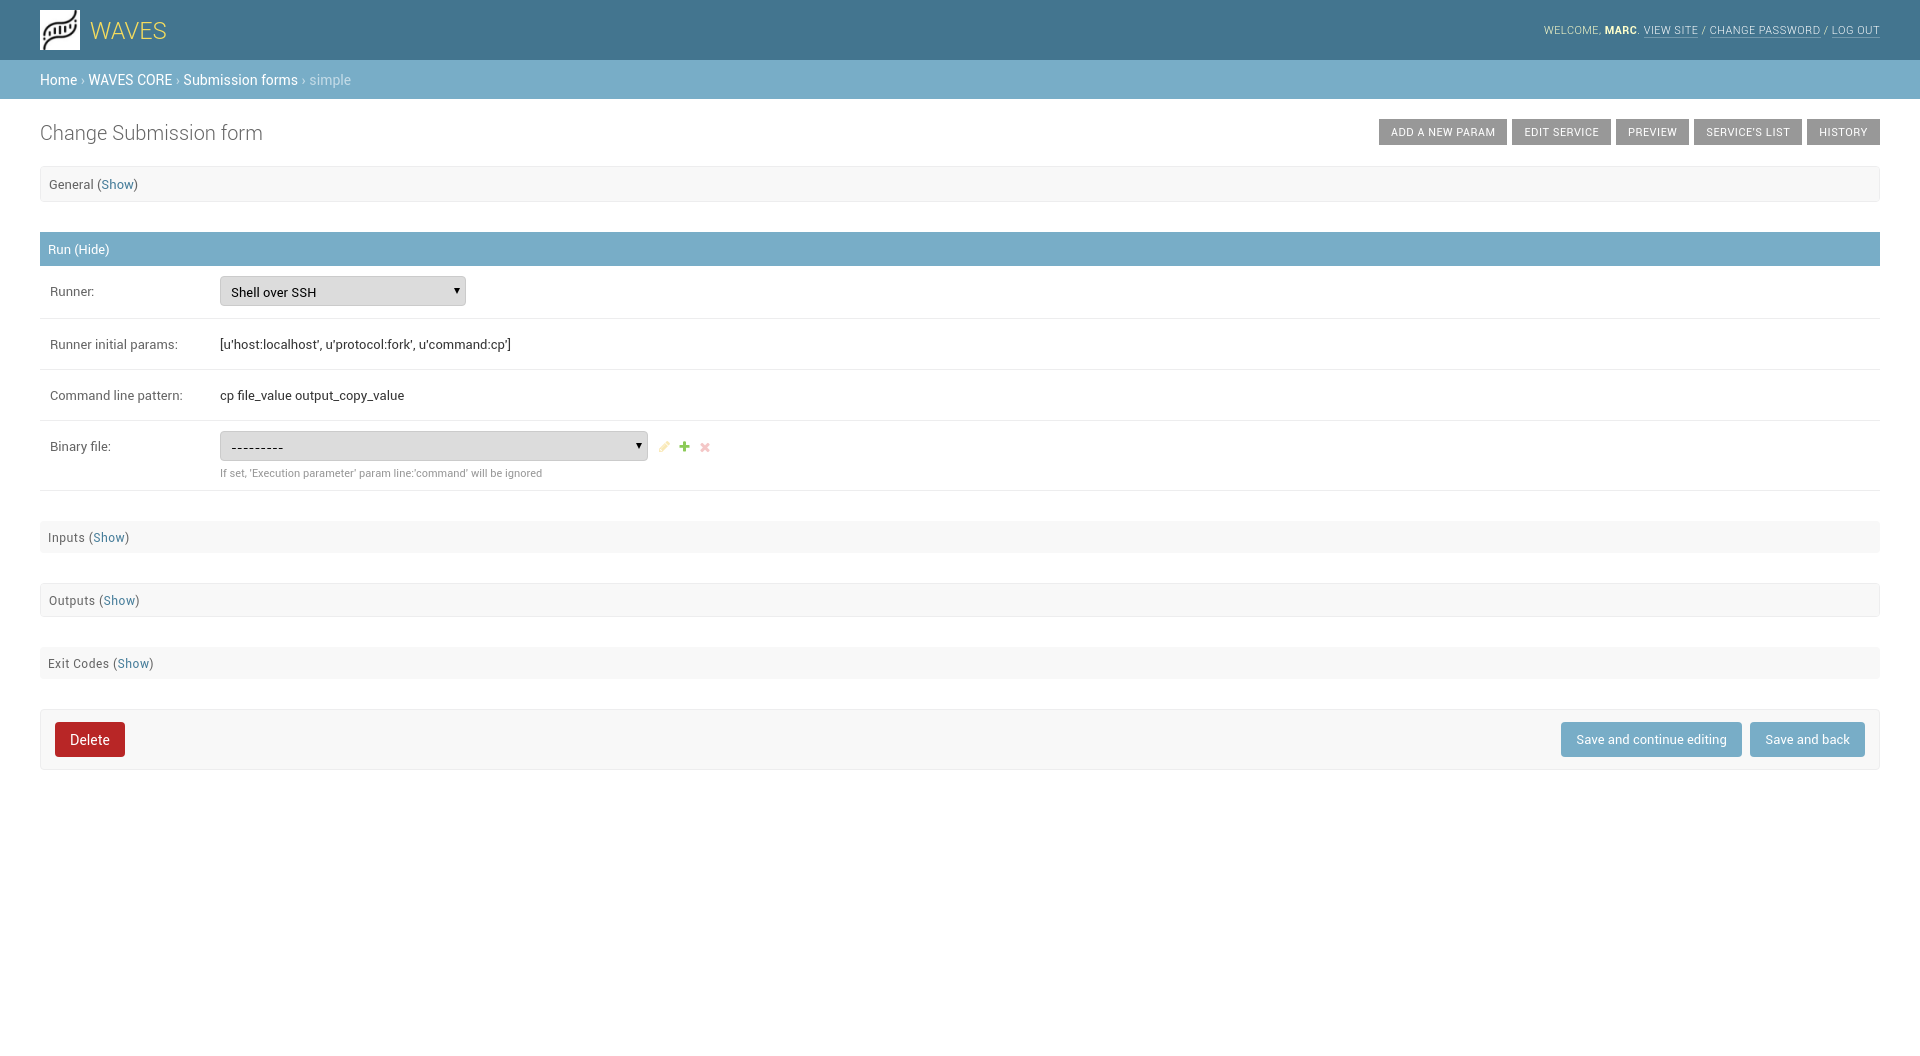 WAVES
WELCOME, MARC. VIEW SITE / CHANGE PASSWORD / LOG OUT
Home › WAVES CORE › Submission forms › simple
Change Submission form
ADD A NEW PARAM
EDIT SERVICE
PREVIEW
SERVICE'S LIST
HISTORY
General (Show)
Run (Hide)
Runner:
Shell over SSH
Runner initial params:
[u'host:localhost', u'protocol:fork', u'command:cp']
Command line pattern:
cp file_value output_copy_value
Binary file:
---------
If set, 'Execution parameter' param line:'command' will be ignored
Inputs (Show)
Outputs (Show)
Exit Codes (Show)
Delete
Save and continue editing
Save and back